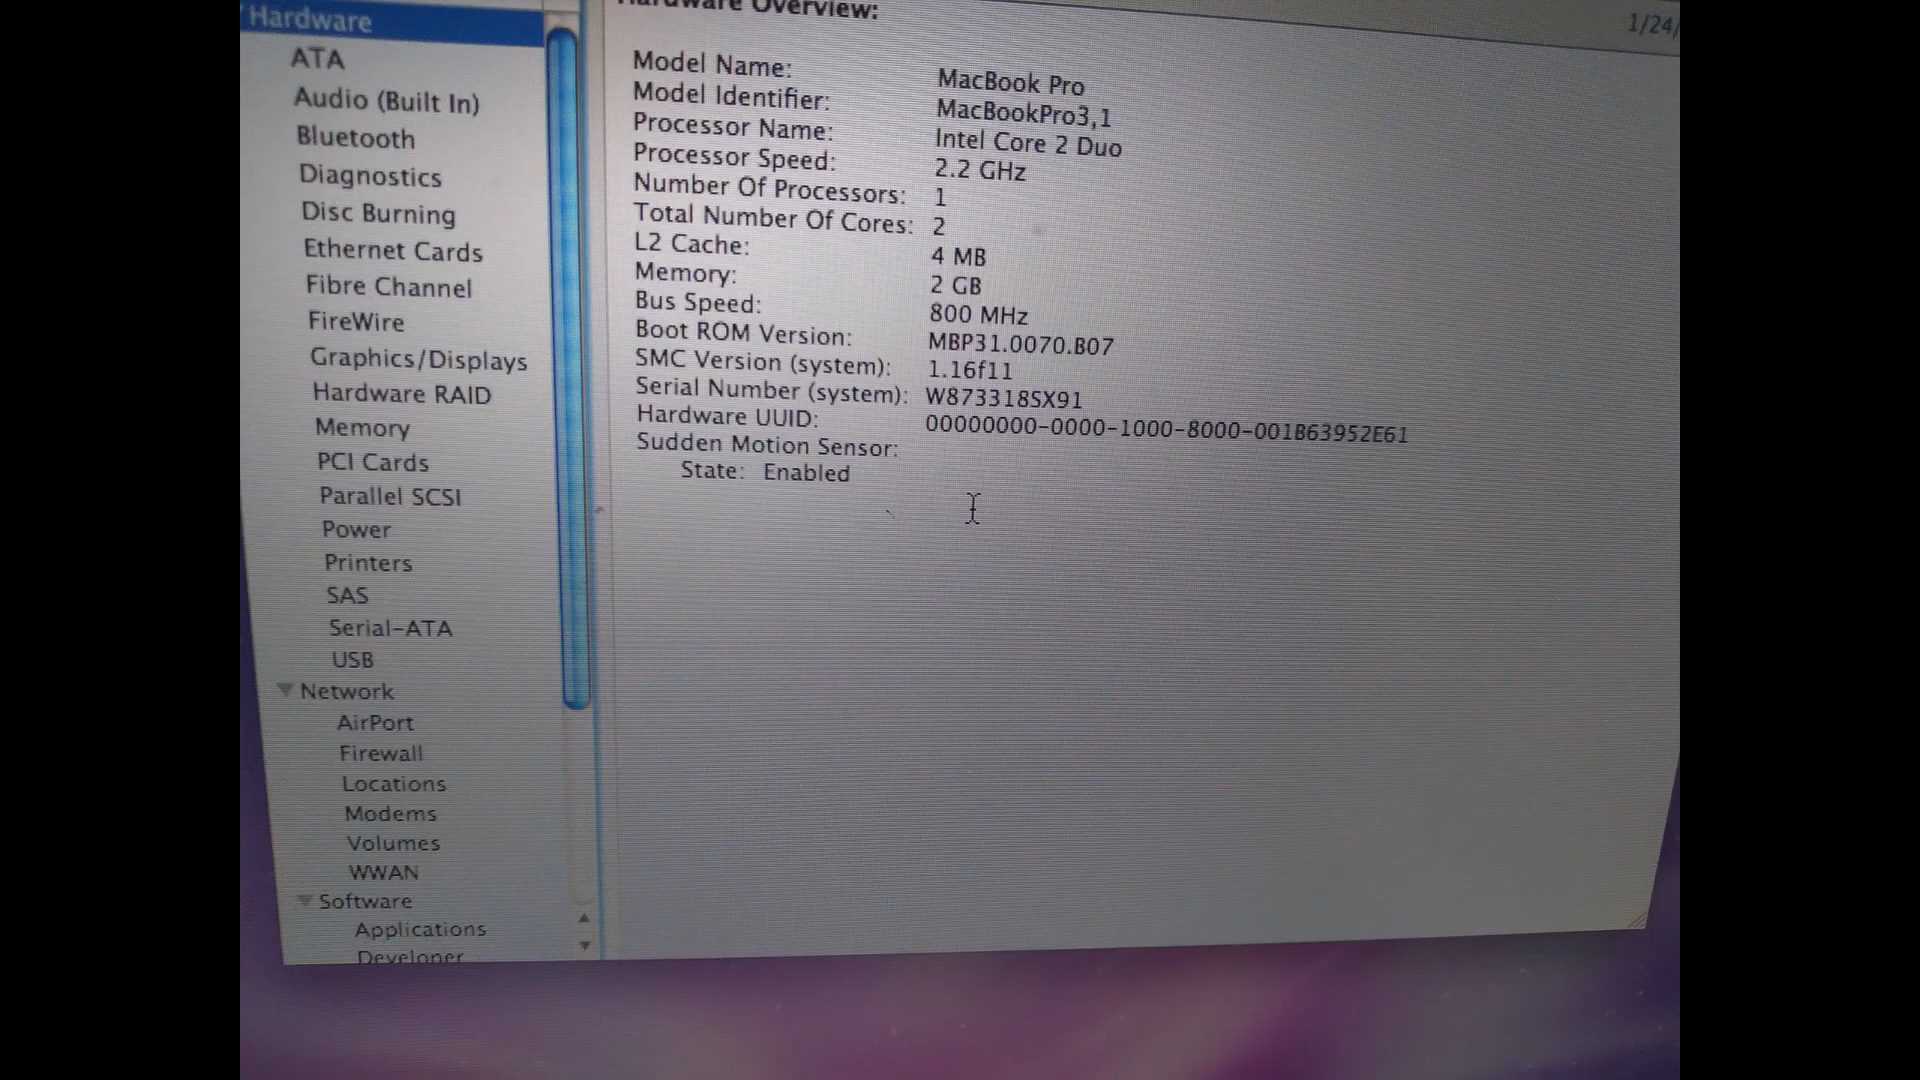 Hardware
ATA
Audio (Built In)
Bluetooth
Diagnostics
Disc Burning
Ethernet Cards
Fibre Channel
FireWire
Graphics/Displays
Hardware RAID
Memory
PCI Cards
Parallel SCSI
Power
Printers
SAS
Serial-ATA
USB
Network
AirPort
Firewall
Locations
Modems
Volumes
WWAN
Software
Applications
Developer
Hardware Overview:
1/24/
Model Name: MacBook Pro
Model Identifier: MacBookPro3,1
Processor Name: Intel Core 2 Duo
Processor Speed: 2.2 GHz
Number Of Processors: 1
Total Number Of Cores: 2
L2 Cache: 4 MB
Memory: 2 GB
Bus Speed: 800 MHz
Boot ROM Version: MBP31.0070.B07
SMC Version (system): 1.16f11
Serial Number (system): W873318SX91
Hardware UUID: 00000000-0000-1000-8000-001B63952E61
Sudden Motion Sensor:
State: Enabled